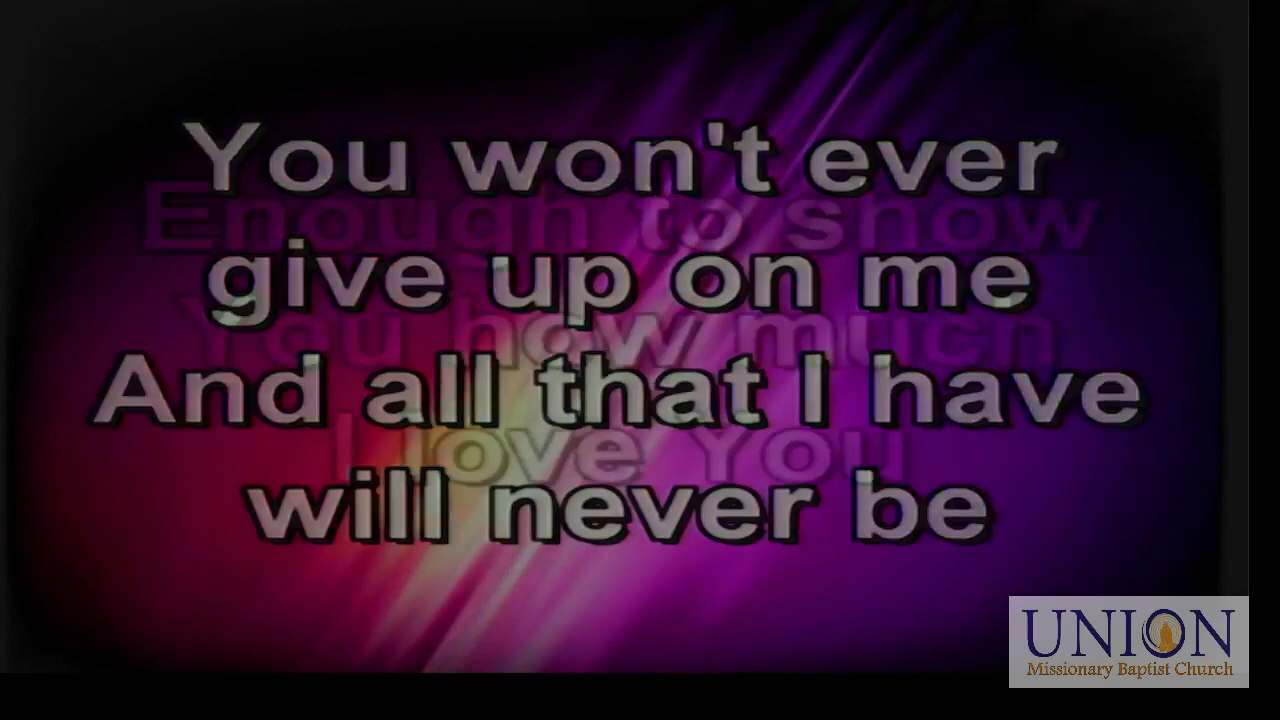 You won't ever
Enough to show
give up on me
You how much
And all that I have
I love You
will never be
UNION
Missionary Baptist Church